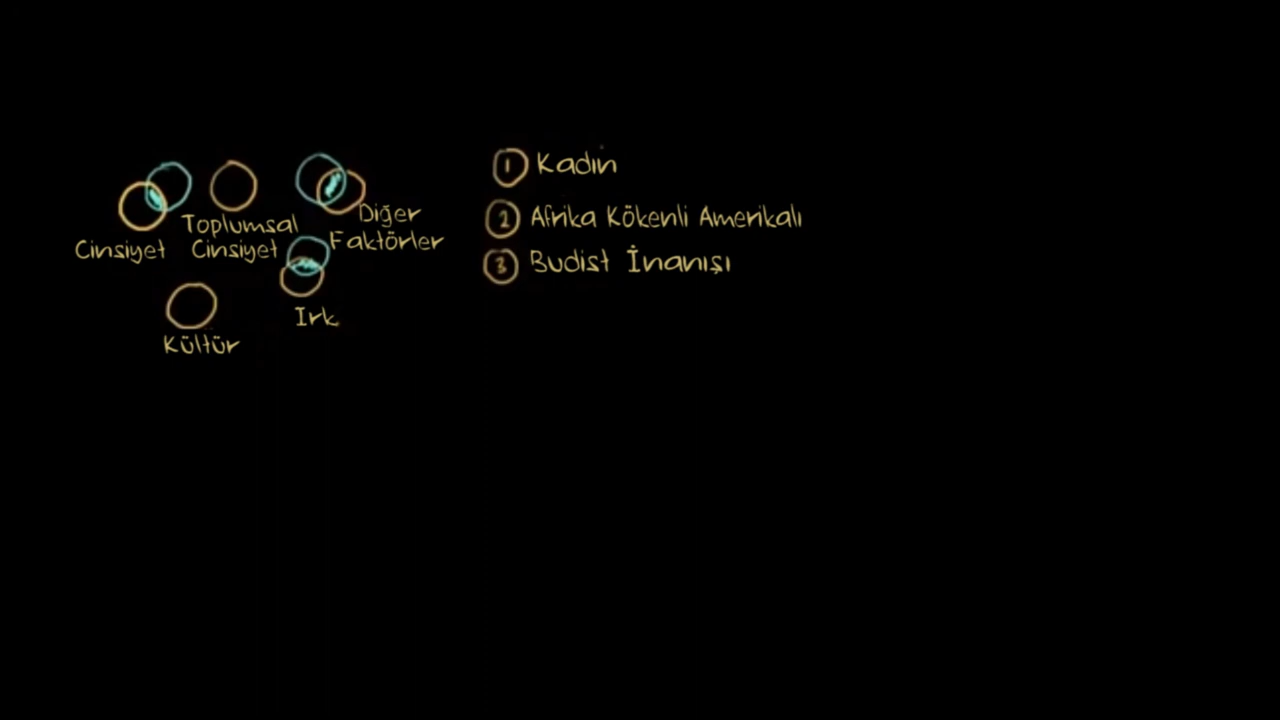 Cinsiyet
Toplumsal
Cinsiyet
Diğer
Faktörler
Kültür
Irk
1 Kadın
2 Afrika Kökenli Amerikalı
3 Budist İnanışı